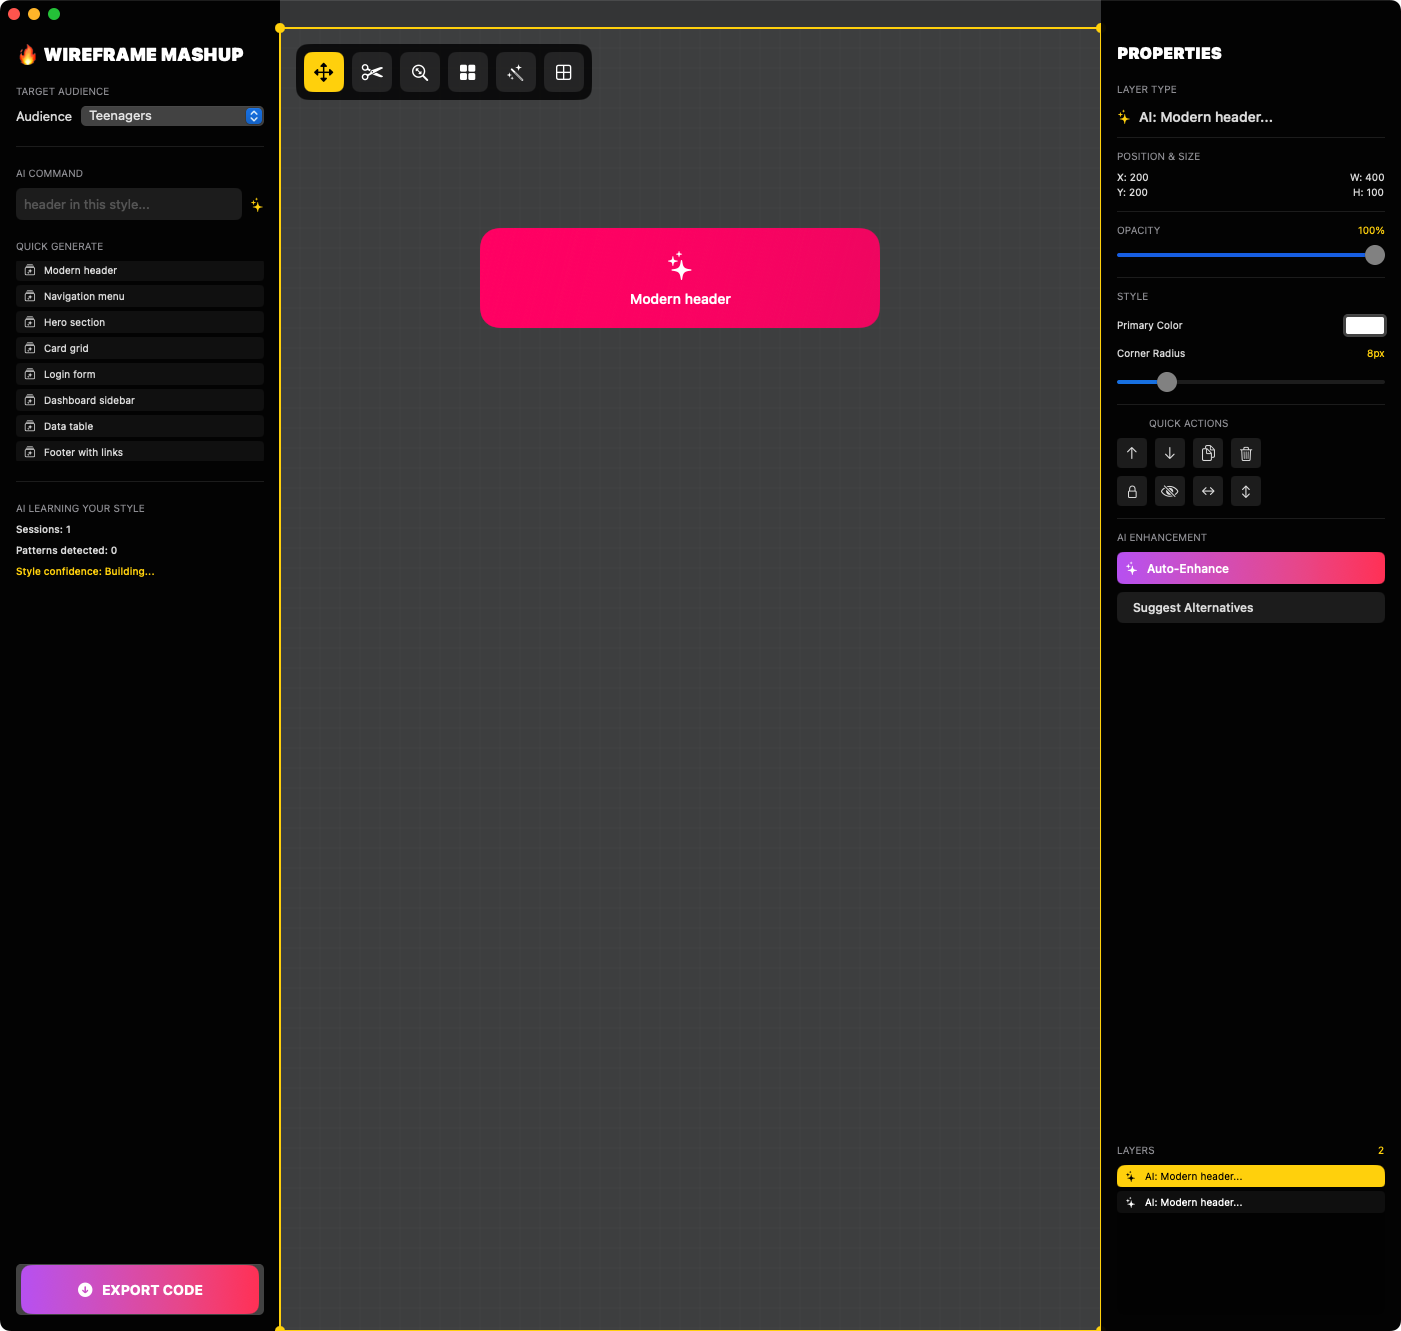 WIREFRAME MASHUP
TARGET AUDIENCE
Audience
Teenagers
AI COMMAND
header in this style...
QUICK GENERATE
Modern header
Navigation menu
Hero section
Card grid
Login form
Dashboard sidebar
Data table
Footer with links
AI LEARNING YOUR STYLE
Sessions: 1
Patterns detected: 0
Style confidence: Building...
EXPORT CODE
Modern header
PROPERTIES
LAYER TYPE
AI: Modern header...
POSITION & SIZE
X: 200
W: 400
Y: 200
H: 100
OPACITY
100%
STYLE
Primary Color
Corner Radius
8px
QUICK ACTIONS
AI ENHANCEMENT
Auto-Enhance
Suggest Alternatives
LAYERS
2
AI: Modern header...
AI: Modern header...